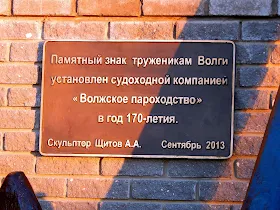 Памятный знак труженикам Волги
установлен судоходной компанией
«Волжское пароходство»
в год 170-летия.
Скульптор Щитов А.А. Сентябрь 2013